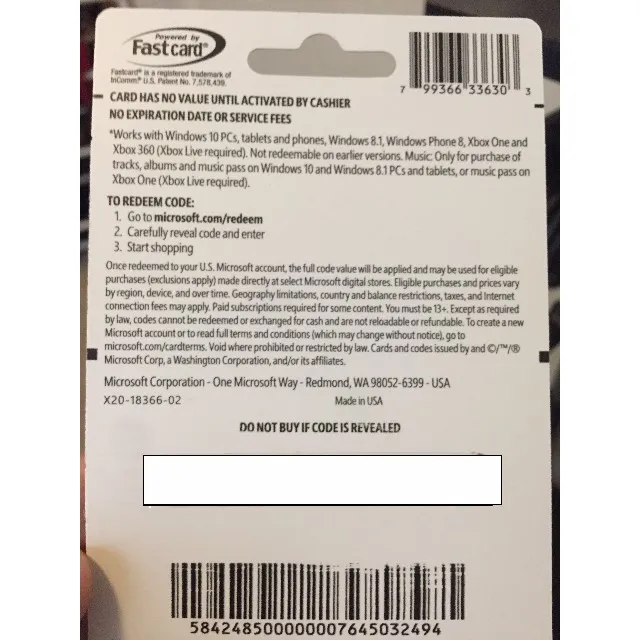 Powered by
Fastcard®
Fastcard® is a registered trademark of
InComm® U.S. Patent No. 7,578,439.
7 99366 33630 3
CARD HAS NO VALUE UNTIL ACTIVATED BY CASHIER
NO EXPIRATION DATE OR SERVICE FEES
*Works with Windows 10 PCs, tablets and phones, Windows 8.1, Windows Phone 8, Xbox One and
Xbox 360 (Xbox Live required). Not redeemable on earlier versions. Music: Only for purchase of
tracks, albums and music pass on Windows 10 and Windows 8.1 PCs and tablets, or music pass on
Xbox One (Xbox Live required).
TO REDEEM CODE:
1. Go to microsoft.com/redeem
2. Carefully reveal code and enter
3. Start shopping
Once redeemed to your U.S. Microsoft account, the full code value will be applied and may be used for eligible
purchases (exclusions apply) made directly at select Microsoft digital stores. Eligible purchases and prices vary
by region, device, and over time. Geography limitations, country and balance restrictions, taxes, and Internet
connection fees may apply. Paid subscriptions required for some content. You must be 13+. Except as required
by law, codes cannot be redeemed or exchanged for cash and are not reloadable or refundable. To create a new
Microsoft account or to read full terms and conditions (which may change without notice), go to
microsoft.com/cardterms. Void where prohibited or restricted by law. Cards and codes issued by and ©/™/®
Microsoft Corp, a Washington Corporation, and/or its affiliates.
Microsoft Corporation - One Microsoft Way - Redmond, WA 98052-6399 - USA
X20-18366-02 Made in USA
DO NOT BUY IF CODE IS REVEALED
584248500000007645032494